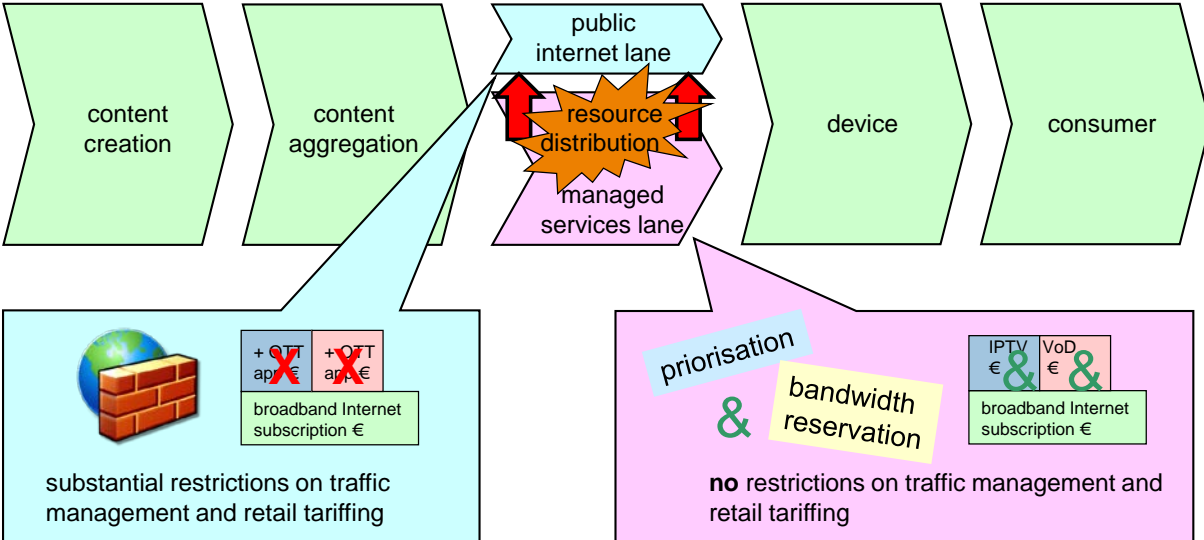 content
creation
content
aggregation
public
internet lane
resource
distribution
managed
services lane
device
consumer
+ OTT
app €
X
+ OTT
app €
X
broadband Internet
subscription €
substantial restrictions on traffic
management and retail tariffing
priorisation
&
bandwidth
reservation
IPTV
€
&
VoD
€
&
broadband Internet
subscription €
no restrictions on traffic management and
retail tariffing